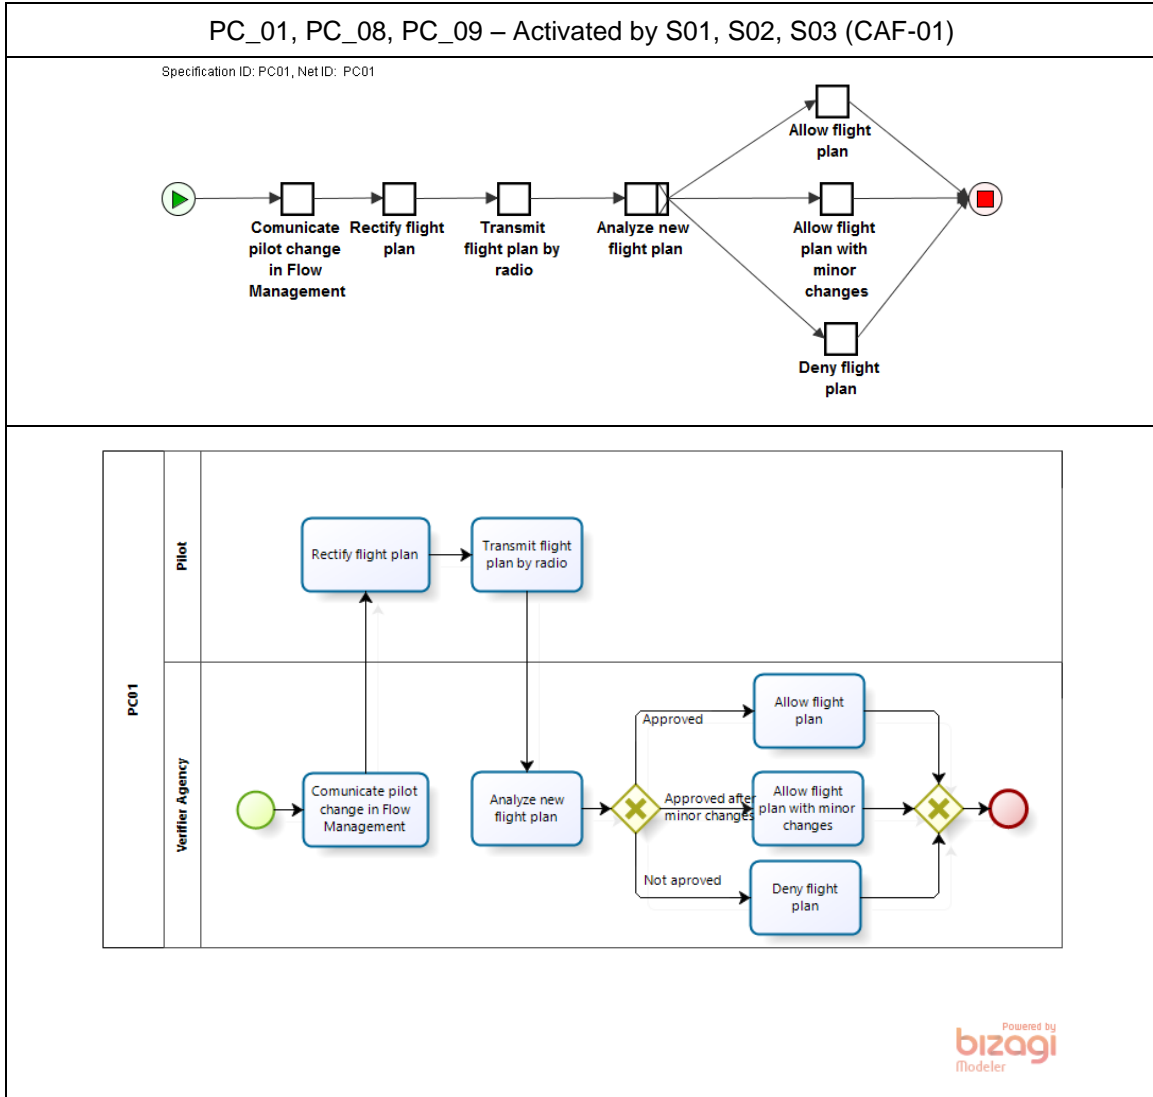 PC_01, PC_08, PC_09 – Activated by S01, S02, S03 (CAF-01)
Specification ID: PC01, Net ID: PC01
Allow flight
plan
Comunicate
pilot change
in Flow
Management
Rectify flight
plan
Transmit
flight plan by
radio
Analyze new
flight plan
Allow flight
plan with
minor
changes
Deny flight
plan
PC01
Pilot
Rectify flight plan
Transmit flight
plan by radio
Verifier Agency
Comunicate pilot
change in Flow
Management
Analyze new
flight plan
Approved
Allow flight
plan
Approved after
minor changes
Allow flight
plan with minor
changes
Not aproved
Deny flight
plan
Powered by
bizagi
Modeler